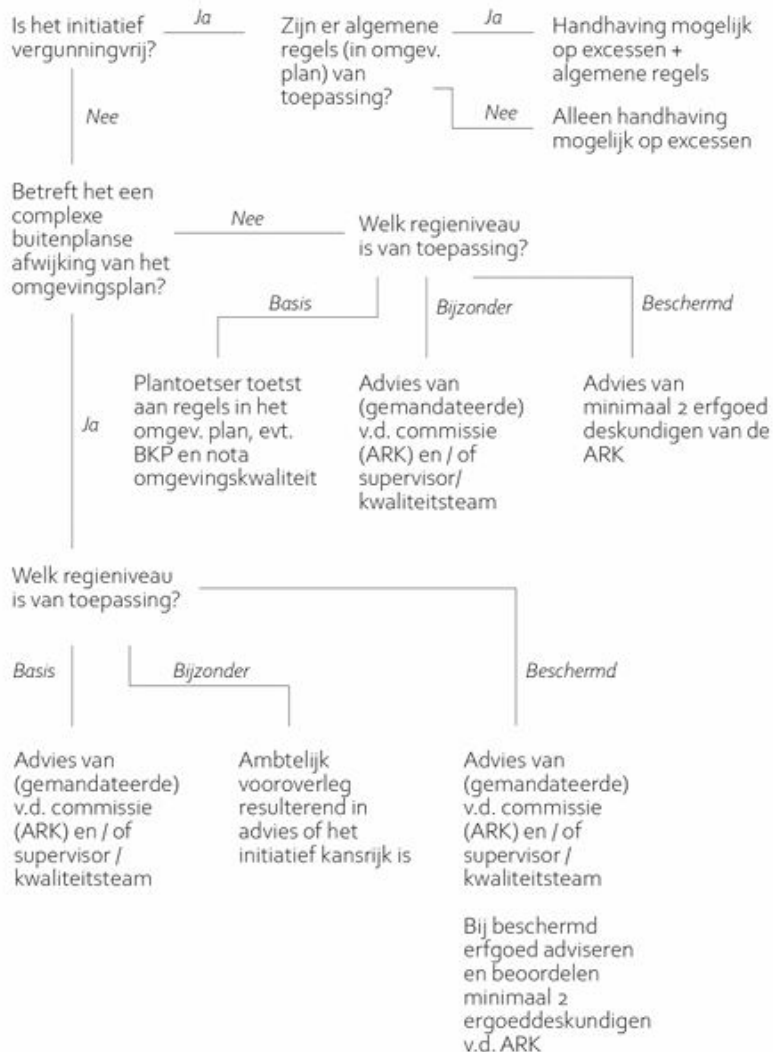 Is het initiatief
vergunningvrij?
Ja
Zijn er algemene
regels (in omgev.
plan) van
toepassing?
Ja
Handhaving mogelijk
op excessen +
algemene regels
Nee
Nee
Alleen handhaving
mogelijk op excessen
Betreft het een
complexe
buitenplanse
afwijking van het
omgevingsplan?
Nee
Welk regieniveau
is van toepassing?
Basis
Bijzonder
Beschermd
Plantoetser toetst
aan regels in het
omgev. plan, evt.
BKP en nota
omgevingskwaliteit
Advies van
(gemandateerde)
v.d. commissie
(ARK) en / of
supervisor/
kwaliteitsteam
Advies van
minimaal 2 erfgoed
deskundigen van de
ARK
Ja
Welk regieniveau
is van toepassing?
Basis
Bijzonder
Beschermd
Advies van
(gemandateerde)
v.d. commissie
(ARK) en / of
supervisor /
kwaliteitsteam
Ambtelijk
vooroverleg
resulterend in
advies of het
initiatief kansrijk is
Advies van
(gemandateerde)
v.d. commissie
(ARK) en / of
supervisor /
kwaliteitsteam
Bij beschermd
erfgoed adviseren
en beoordelen
minimaal 2
ergoeddeskundigen
v.d. ARK